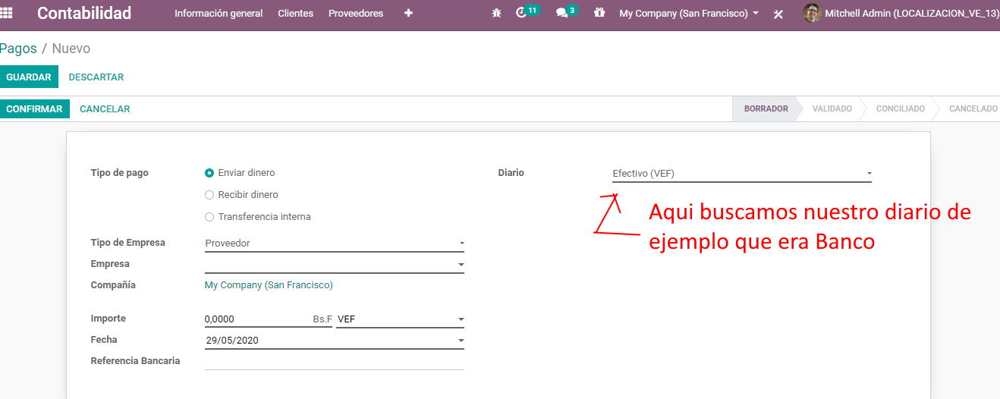 Contabilidad Información general Clientes Proveedores 11 3 My Company (San Francisco) Mitchell Admin (LOCALIZACION_VE_13)
Pagos / Nuevo
GUARDAR DESCARTAR
CONFIRMAR CANCELAR BORRADOR VALIDADO CONCILIADO CANCELADO
Tipo de pago Enviar dinero Diario Efectivo (VEF)
Recibir dinero
Transferencia interna
Aqui buscamos nuestro diario de
ejemplo que era Banco
Tipo de Empresa Proveedor
Empresa
Compañía My Company (San Francisco)
Importe 0,0000 Bs.F VEF
Fecha 29/05/2020
Referencia Bancaria